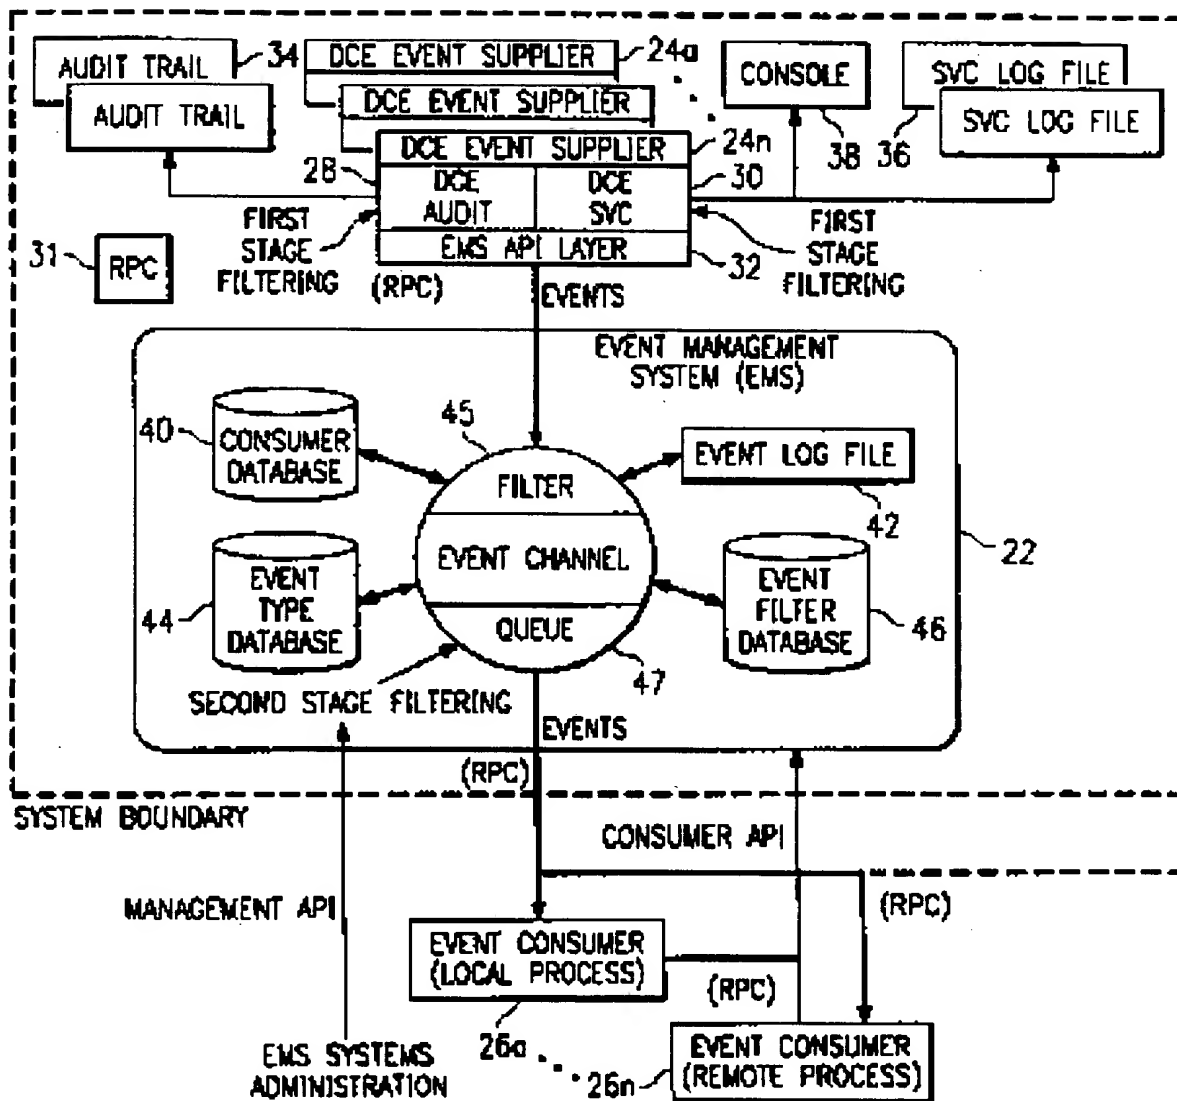 AUDIT TRAIL
34
DCE EVENT SUPPLIER
24a
CONSOLE
SVC LOG FILE
AUDIT TRAIL
DCE EVENT SUPPLIER
SVC LOG FILE
DCE EVENT SUPPLIER
24n
38
36
28
DCE
AUDIT
DCE
SVC
30
FIRST
STAGE
FILTERING
EMS API LAYER
32
FIRST
STAGE
FILTERING
31
RPC
(RPC)
EVENTS
EVENT MANAGEMENT
SYSTEM (EMS)
40
CONSUMER
DATABASE
45
FILTER
EVENT LOG FILE
42
22
EVENT CHANNEL
44
EVENT
TYPE
DATABASE
QUEUE
EVENT
FILTER
DATABASE
46
47
SECOND STAGE FILTERING
EVENTS
(RPC)
SYSTEM BOUNDARY
CONSUMER API
MANAGEMENT API
(RPC)
EVENT CONSUMER
(LOCAL PROCESS)
(RPC)
26a
EMS SYSTEMS
ADMINISTRATION
26n
EVENT CONSUMER
(REMOTE PROCESS)